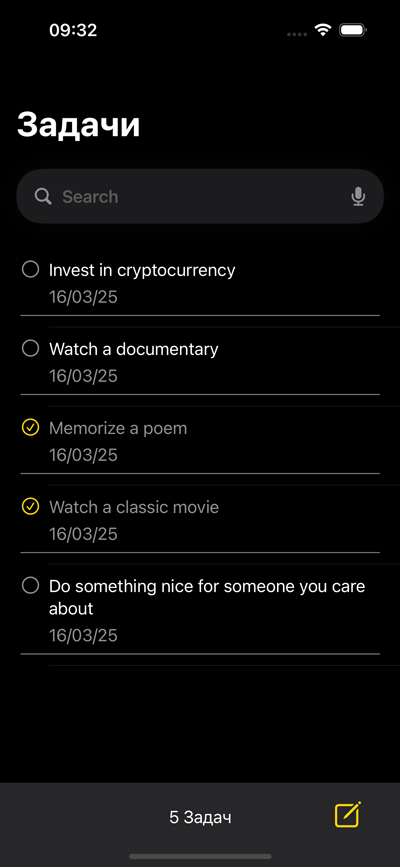 09:32
Задачи
Search
Invest in cryptocurrency
16/03/25
Watch a documentary
16/03/25
Memorize a poem
16/03/25
Watch a classic movie
16/03/25
Do something nice for someone you care
about
16/03/25
5 Задач